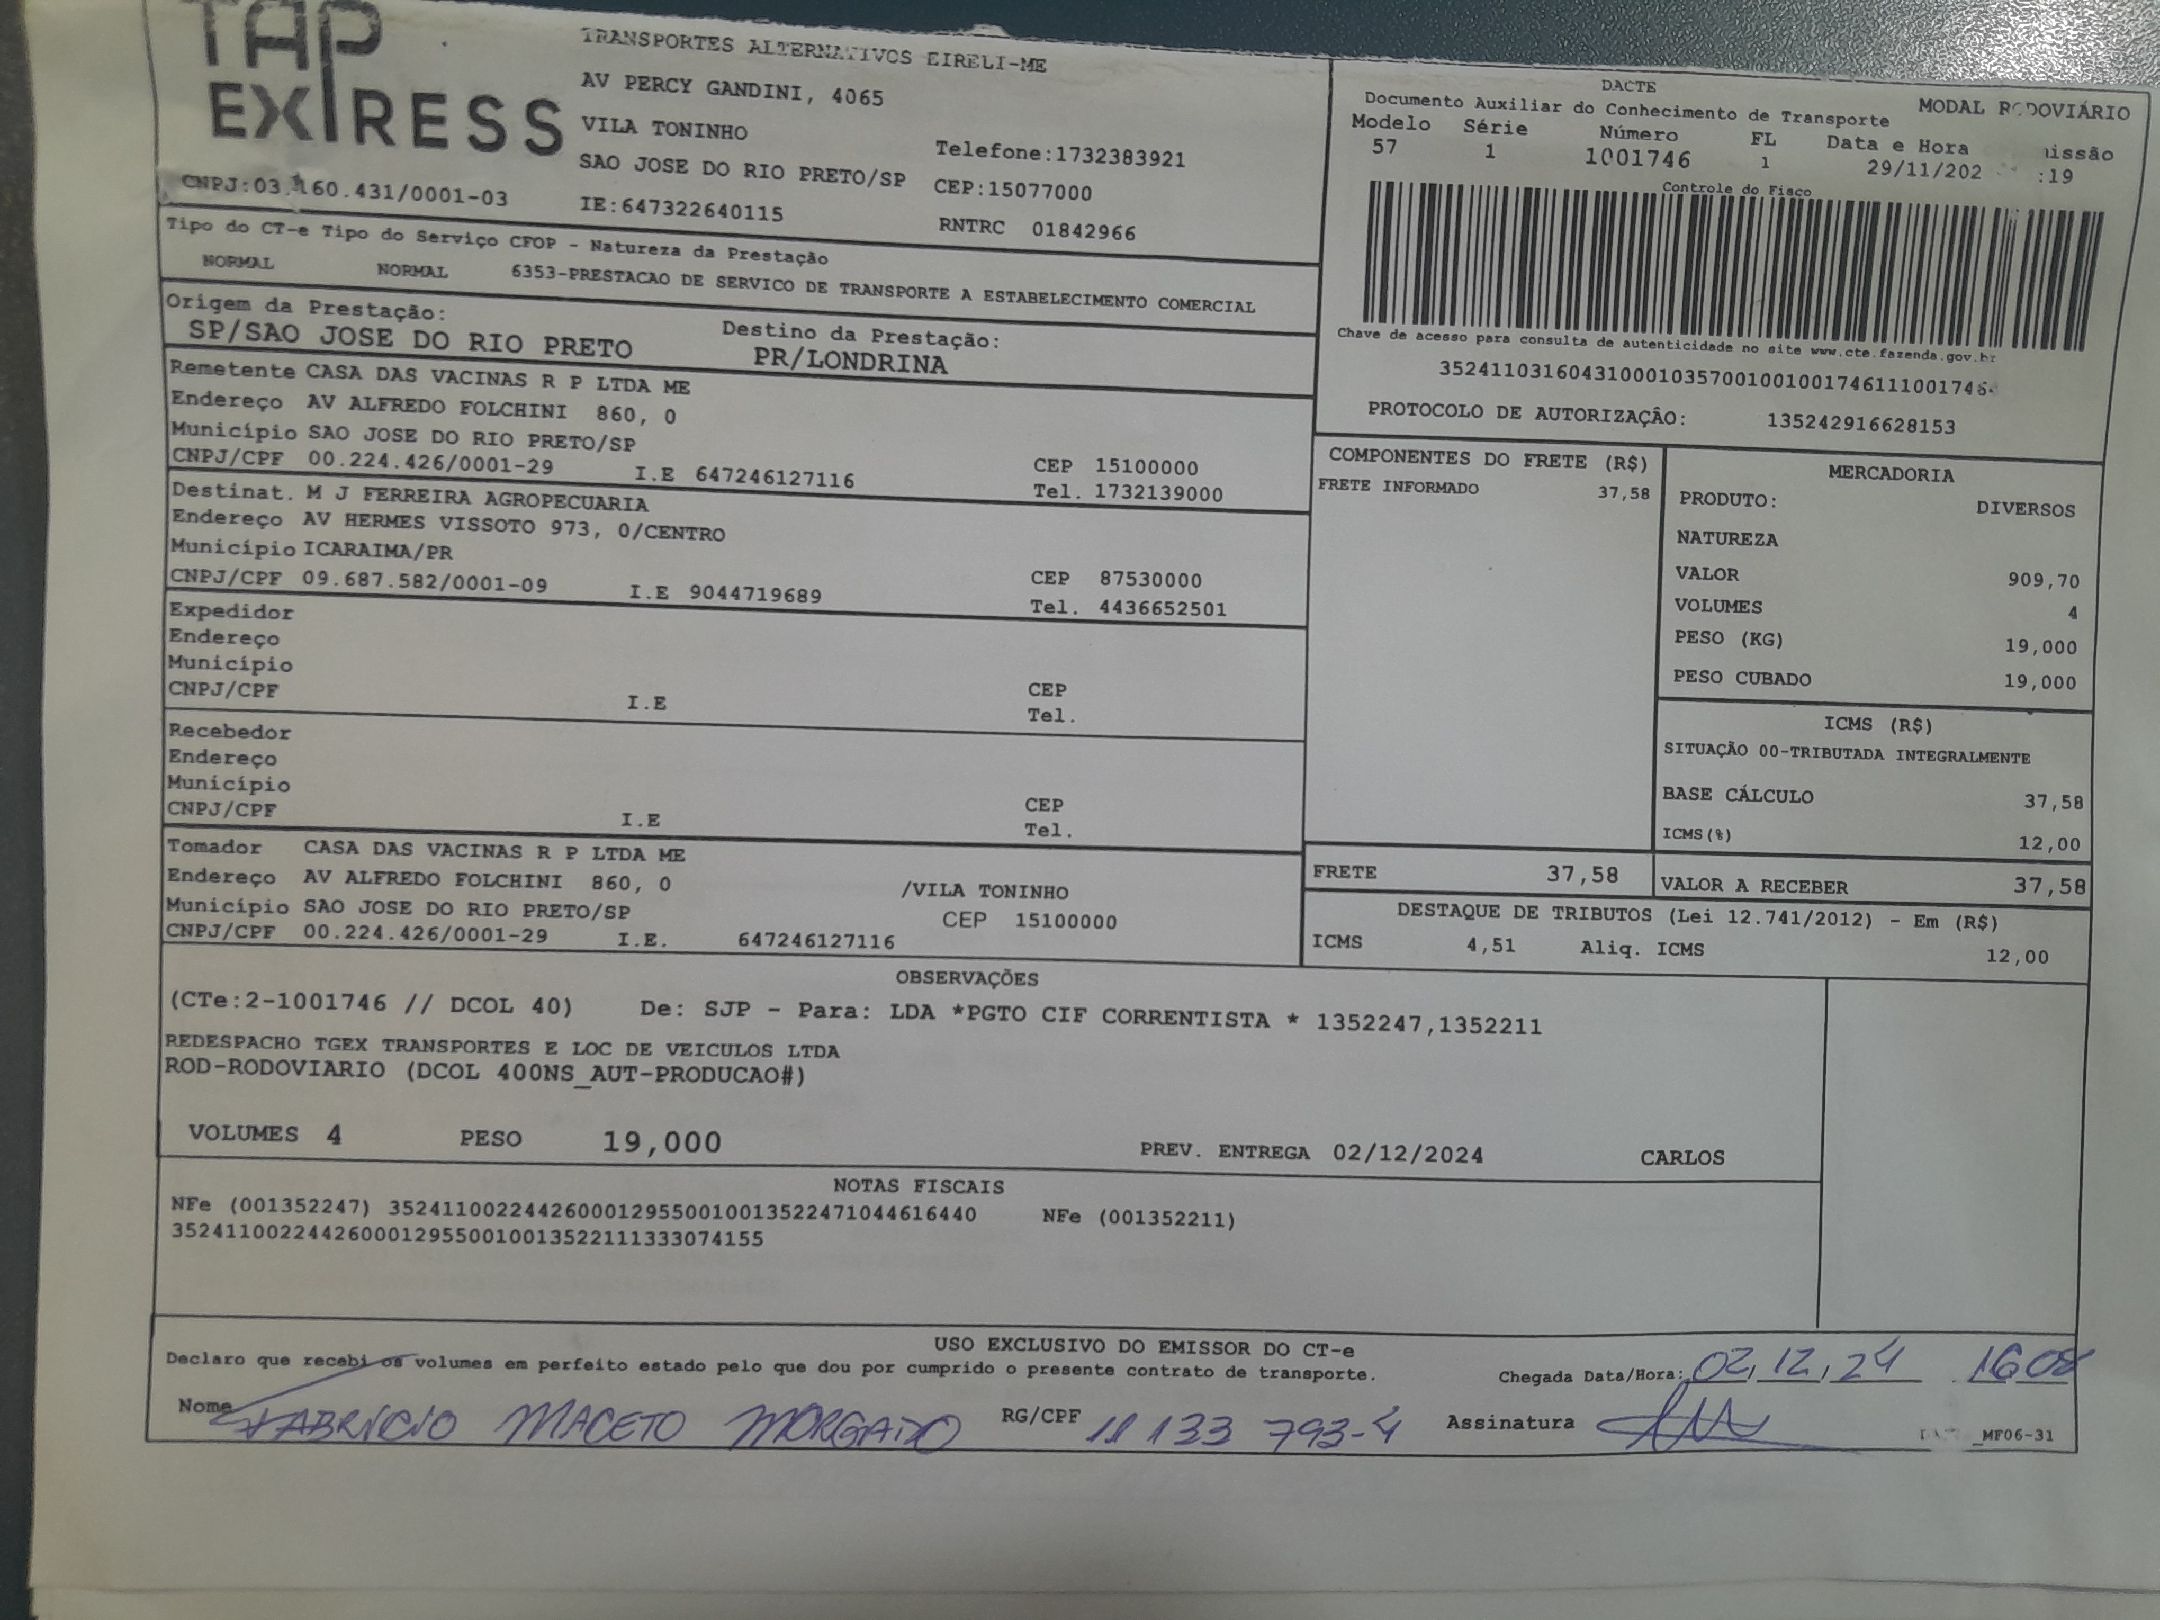 TAP
EXPRESS
TRANSPORTES ALTERNATIVOS EIRELI-ME
AV PERCY GANDINI, 4065
VILA TONINHO
Telefone:1732383921
SAO JOSE DO RIO PRETO/SP CEP:15077000
CNPJ:03.160.431/0001-03 IE:647322640115 RNTRC 01842966
DACTE
MODAL RODOVIÁRIO
Documento Auxiliar do Conhecimento de Transporte
Modelo Série Número FL Data e Hora
57 1 1001746 1 29/11/202 :19
Controle do Fisco
Chave de acesso para consulta de autenticidade no site www.cte.fazenda.gov.br
PROTOCOLO DE AUTORIZAÇÃO: 135242916628153
Tipo do CT-e Tipo do Serviço CFOP - Natureza da Prestação
NORMAL NORMAL 6353-PRESTACAO DE SERVICO DE TRANSPORTE A ESTABELECIMENTO COMERCIAL
Origem da Prestação: Destino da Prestação:
SP/SAO JOSE DO RIO PRETO PR/LONDRINA
Remetente CASA DAS VACINAS R P LTDA ME
Endereço AV ALFREDO FOLCHINI 860, 0
Município SAO JOSE DO RIO PRETO/SP CEP 15100000
CNPJ/CPF 00.224.426/0001-29 I.E 647246127116 Tel. 1732139000
Destinat. M J FERREIRA AGROPECUARIA
Endereço AV HERMES VISSOTO 973, 0/CENTRO
Município ICARAIMA/PR CEP 87530000
CNPJ/CPF 09.687.582/0001-09 I.E 9044719689 Tel. 4436652501
Expedidor
Endereço
Município CEP
CNPJ/CPF I.E Tel.
Recebedor
Endereço
Município CEP
CNPJ/CPF I.E Tel.
Tomador CASA DAS VACINAS R P LTDA ME
Endereço AV ALFREDO FOLCHINI 860, 0 /VILA TONINHO
Município SAO JOSE DO RIO PRETO/SP CEP 15100000
CNPJ/CPF 00.224.426/0001-29 I.E. 647246127116
COMPONENTES DO FRETE (R$)
FRETE INFORMADO 37,58
MERCADORIA
PRODUTO: DIVERSOS
NATUREZA
VALOR 909,70
VOLUMES 4
PESO (KG) 19,000
PESO CUBADO 19,000
ICMS (R$)
SITUAÇÃO 00-TRIBUTADA INTEGRALMENTE
BASE CÁLCULO 37,58
ICMS(%) 12,00
FRETE 37,58 VALOR A RECEBER 37,58
DESTAQUE DE TRIBUTOS (Lei 12.741/2012) - Em (R$)
ICMS 4,51 Aliq. ICMS 12,00
OBSERVAÇÕES
(CTe:2-1001746 // DCOL 40) De: SJP - Para: LDA *PGTO CIF CORRENTISTA * 1352247,1352211
REDESPACHO TGEX TRANSPORTES E LOC DE VEICULOS LTDA
ROD-RODOVIARIO (DCOL 400NS_AUT-PRODUCAO#)
VOLUMES 4 PESO 19,000 PREV. ENTREGA 02/12/2024 CARLOS
NOTAS FISCAIS
NFe (001352247) 35241100224426000129550010013522471044616440 NFe (001352211)
35241100224426000129550010013522111333074155
USO EXCLUSIVO DO EMISSOR DO CT-e
Declaro que recebi os volumes em perfeito estado pelo que dou por cumprido o presente contrato de transporte. Chegada Data/Hora: 02,12,24 1608
Nome FABRICIO MACETO MORGADO RG/CPF 11 133 793-4 Assinatura
_MF06-31